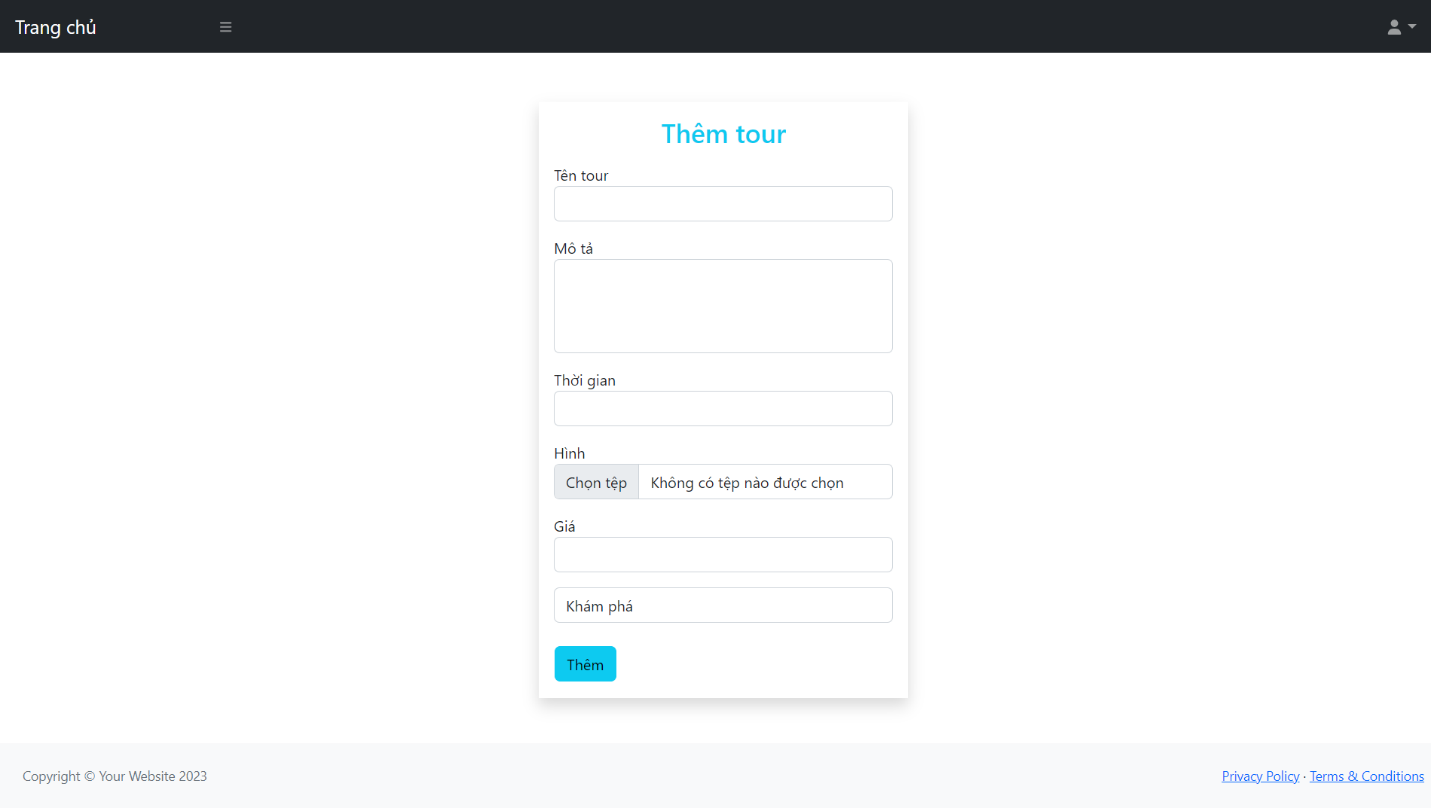 Trang chủ
Thêm tour
Tên tour
Mô tả
Thời gian
Hình
Chọn tệp Không có tệp nào được chọn
Giá
Khám phá
Thêm
Copyright © Your Website 2023
Privacy Policy · Terms & Conditions